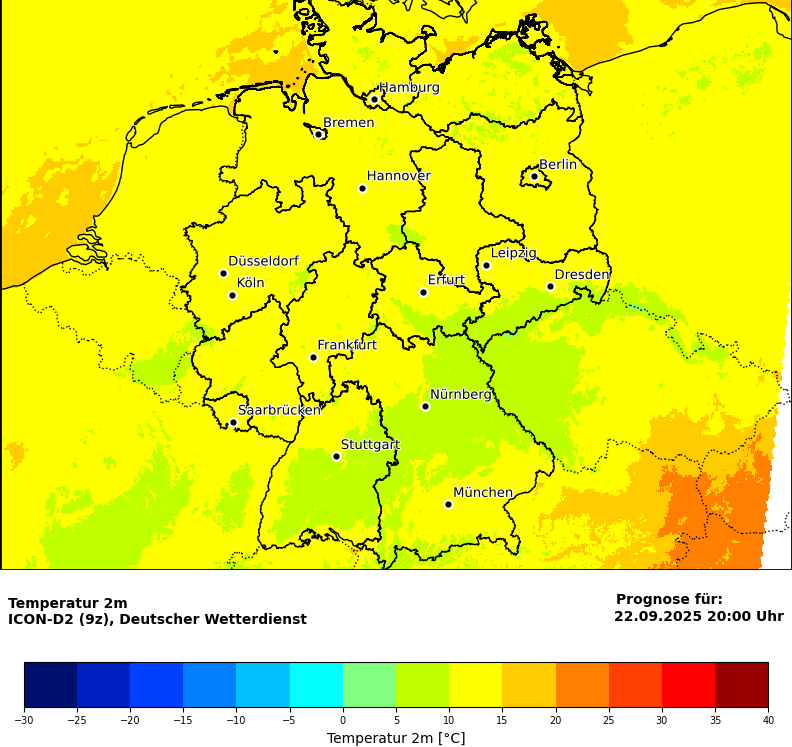 Hamburg
Bremen
Berlin
Hannover
Leipzig
Düsseldorf
Dresden
Köln
Erfurt
Frankfurt
Nürnberg
Saarbrücken
Stuttgart
München
Temperatur 2m
ICON-D2 (9z), Deutscher Wetterdienst
Prognose für:
22.09.2025 20:00 Uhr
−30 −25 −20 −15 −10 −5 0 5 10 15 20 25 30 35 40
Temperatur 2m [°C]